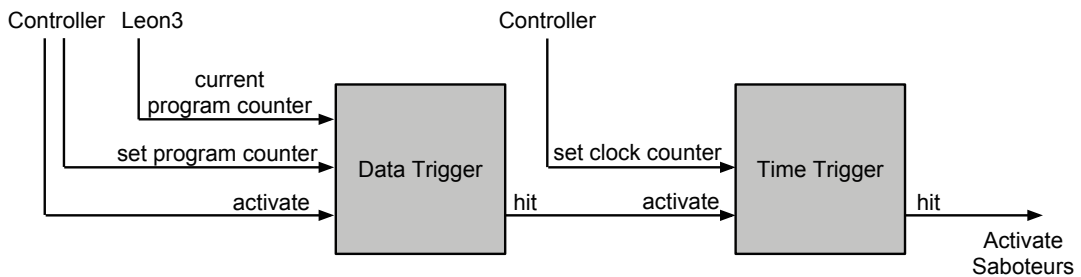 Controller Leon3 Controller
current
program counter
set program counter Data Trigger set clock counter Time Trigger
activate hit activate hit
Activate
Saboteurs